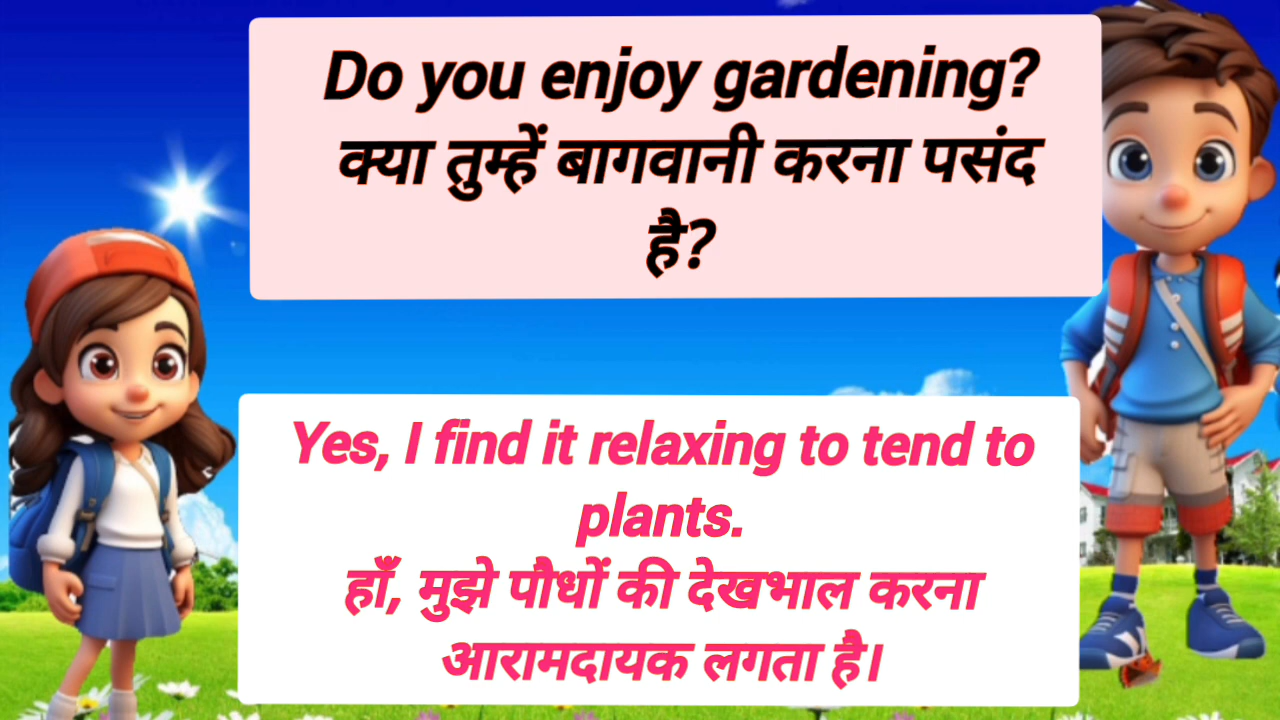 Do you enjoy gardening?
क्या तुम्हें बागवानी करना पसंद
है?
Yes, I find it relaxing to tend to
plants.
हाँ, मुझे पौधों की देखभाल करना
आरामदायक लगता है।